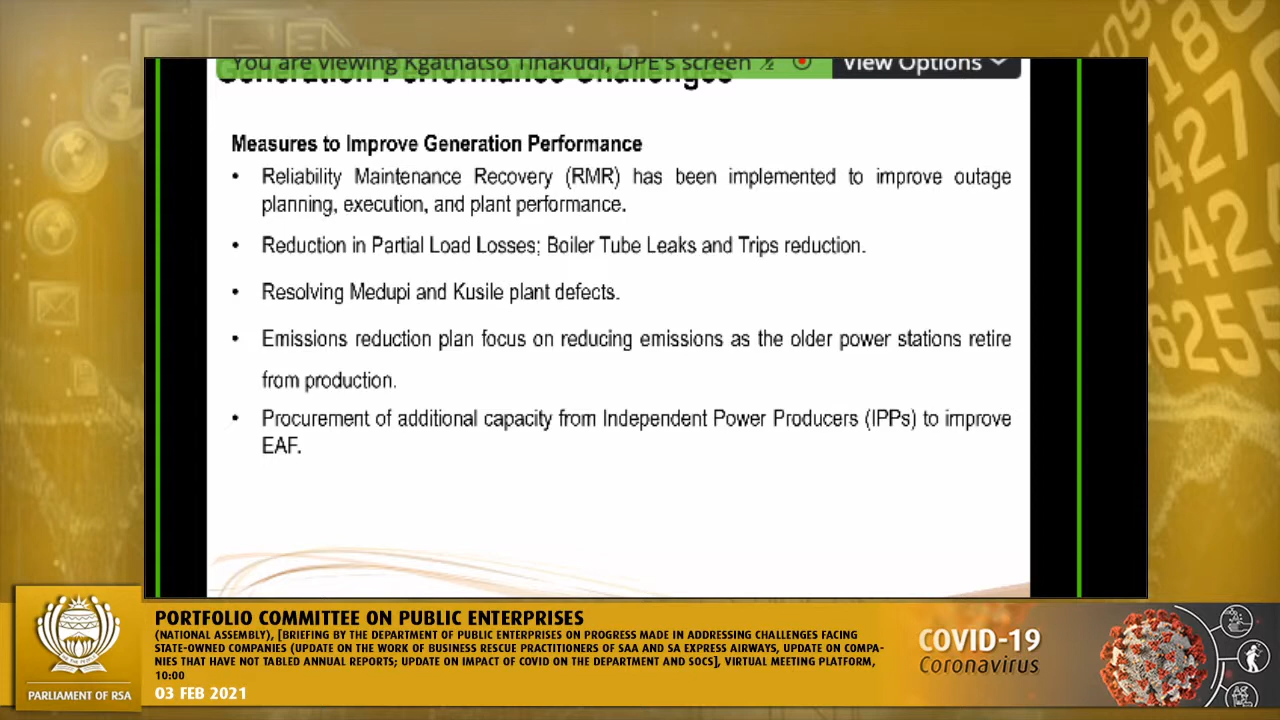 You are viewing Kgathatso Tlhakudi, DPE's screen
View Options
Generation Performance Challenges
Measures to Improve Generation Performance
• Reliability Maintenance Recovery (RMR) has been implemented to improve outage
planning, execution, and plant performance.
• Reduction in Partial Load Losses; Boiler Tube Leaks and Trips reduction.
• Resolving Medupi and Kusile plant defects.
• Emissions reduction plan focus on reducing emissions as the older power stations retire
from production.
• Procurement of additional capacity from Independent Power Producers (IPPs) to improve
EAF.
PARLIAMENT OF RSA
PORTFOLIO COMMITTEE ON PUBLIC ENTERPRISES
(NATIONAL ASSEMBLY), [BRIEFING BY THE DEPARTMENT OF PUBLIC ENTERPRISES ON PROGRESS MADE IN ADDRESSING CHALLENGES FACING
STATE-OWNED COMPANIES (UPDATE ON THE WORK OF BUSINESS RESCUE PRACTITIONERS OF SAA AND SA EXPRESS AIRWAYS, UPDATE ON COMPA-
NIES THAT HAVE NOT TABLED ANNUAL REPORTS; UPDATE ON IMPACT OF COVID ON THE DEPARTMENT AND SOCS], VIRTUAL MEETING PLATFORM,
10:00
03 FEB 2021
COVID-19
Coronavirus